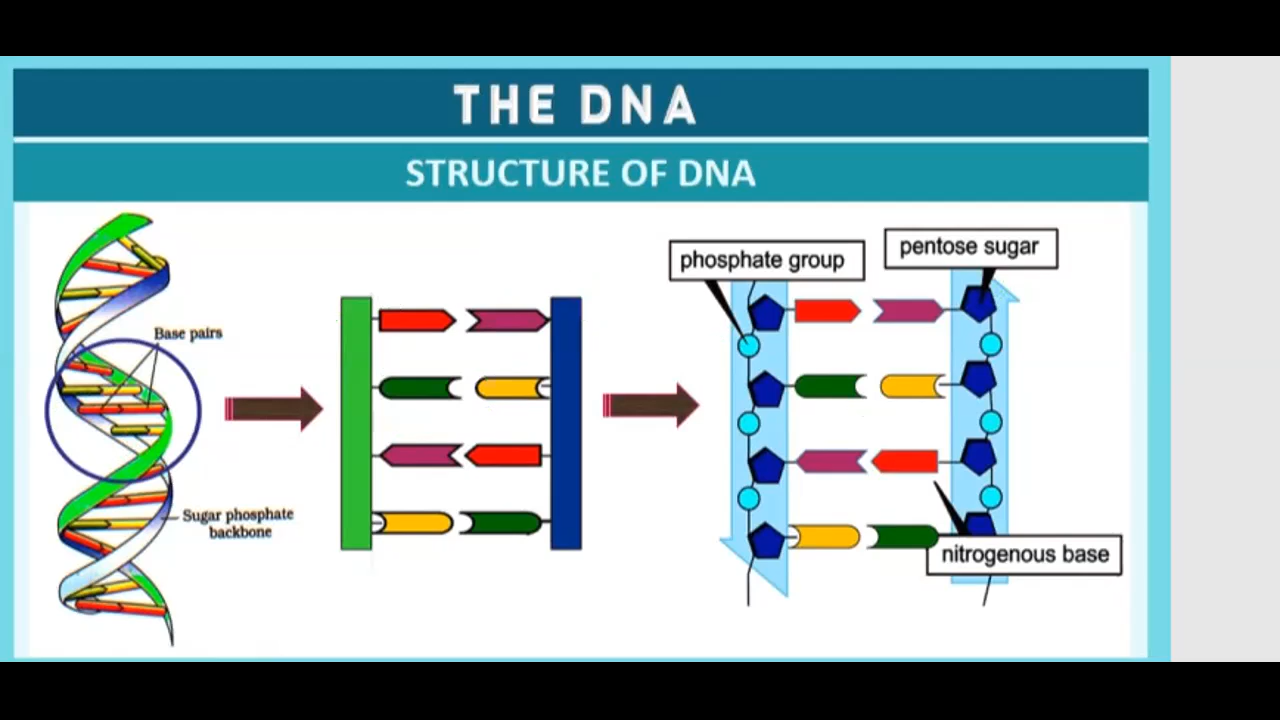 THE DNA
STRUCTURE OF DNA
Base pairs
Sugar phosphate
backbone
phosphate group
pentose sugar
nitrogenous base